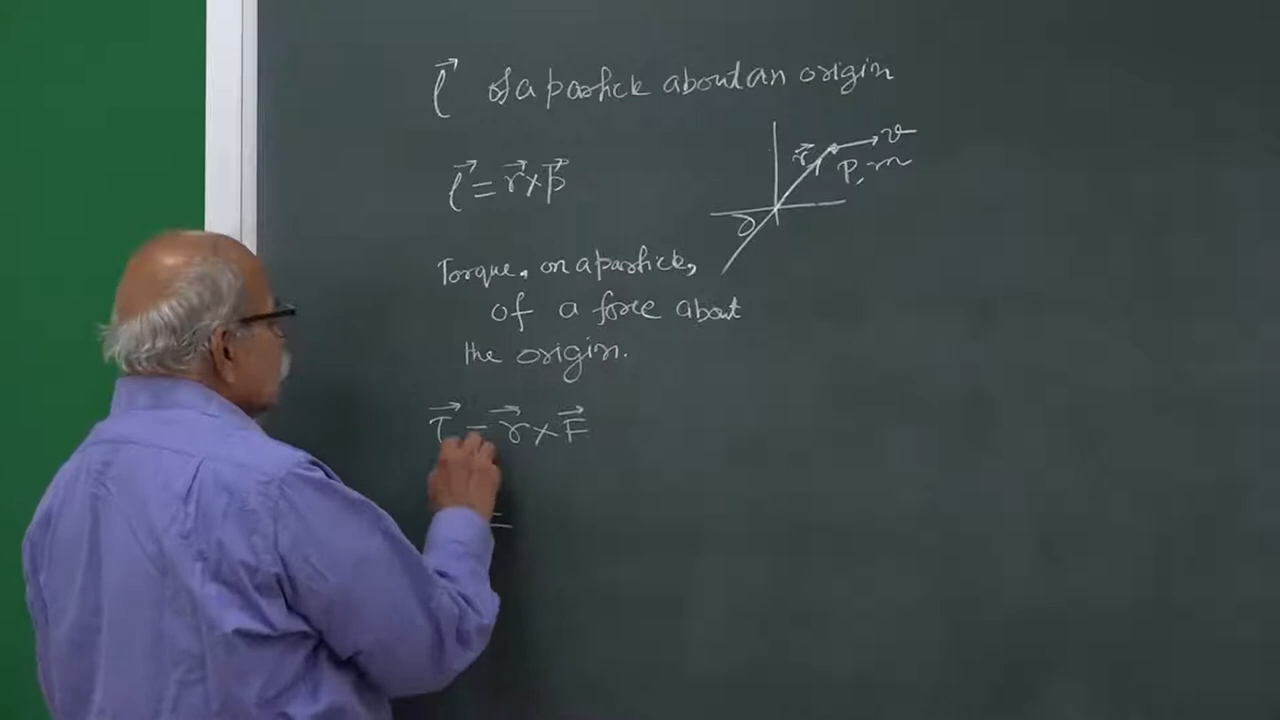 l⃗ of a particle about an origin
l⃗ = r⃗ × p⃗
r⃗
v
P, m
O
Torque, on a particle,
of a force about
the origin.
τ⃗ = r⃗ × F⃗
=